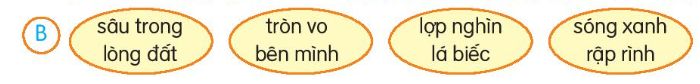 B
sâu trong
lòng đất
tròn vo
bên mình
lợp nghìn
lá biếc
sóng xanh
rập rình